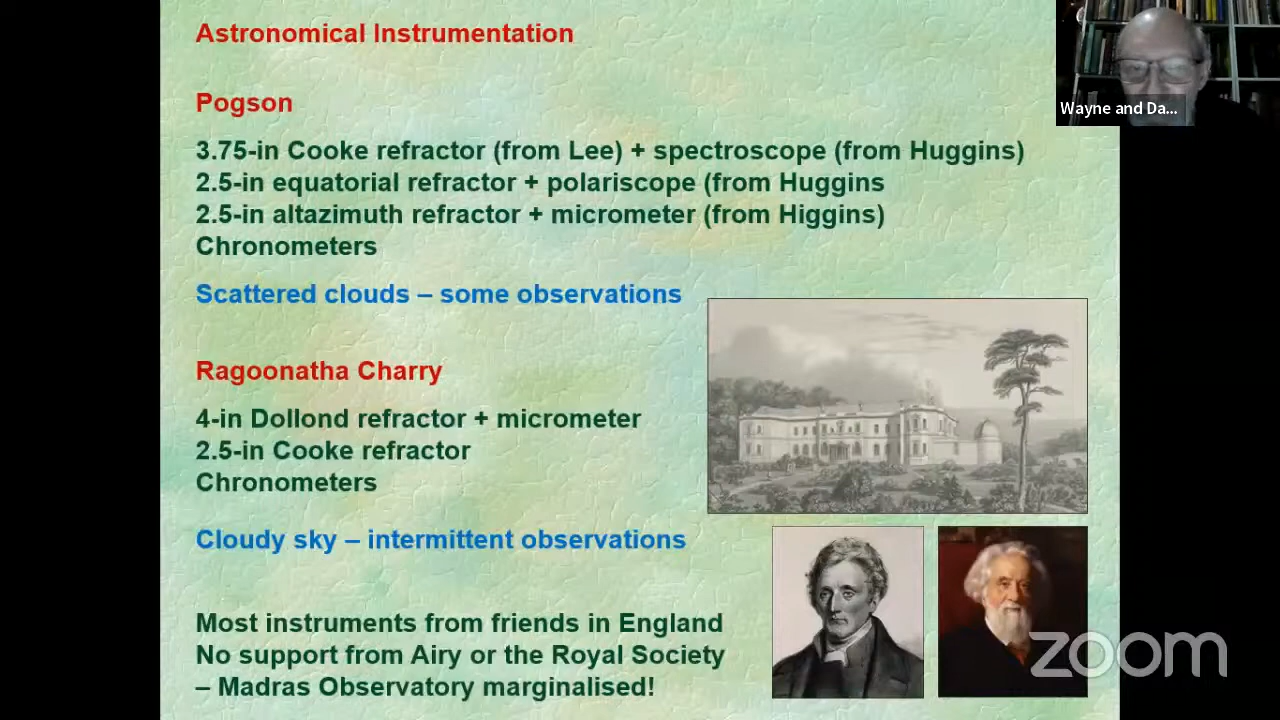 Astronomical Instrumentation
Pogson
3.75-in Cooke refractor (from Lee) + spectroscope (from Huggins)
2.5-in equatorial refractor + polariscope (from Huggins
2.5-in altazimuth refractor + micrometer (from Higgins)
Chronometers
Scattered clouds – some observations
Ragoonatha Charry
4-in Dollond refractor + micrometer
2.5-in Cooke refractor
Chronometers
Cloudy sky – intermittent observations
Most instruments from friends in England
No support from Airy or the Royal Society
– Madras Observatory marginalised!
Wayne and Da...
zoom